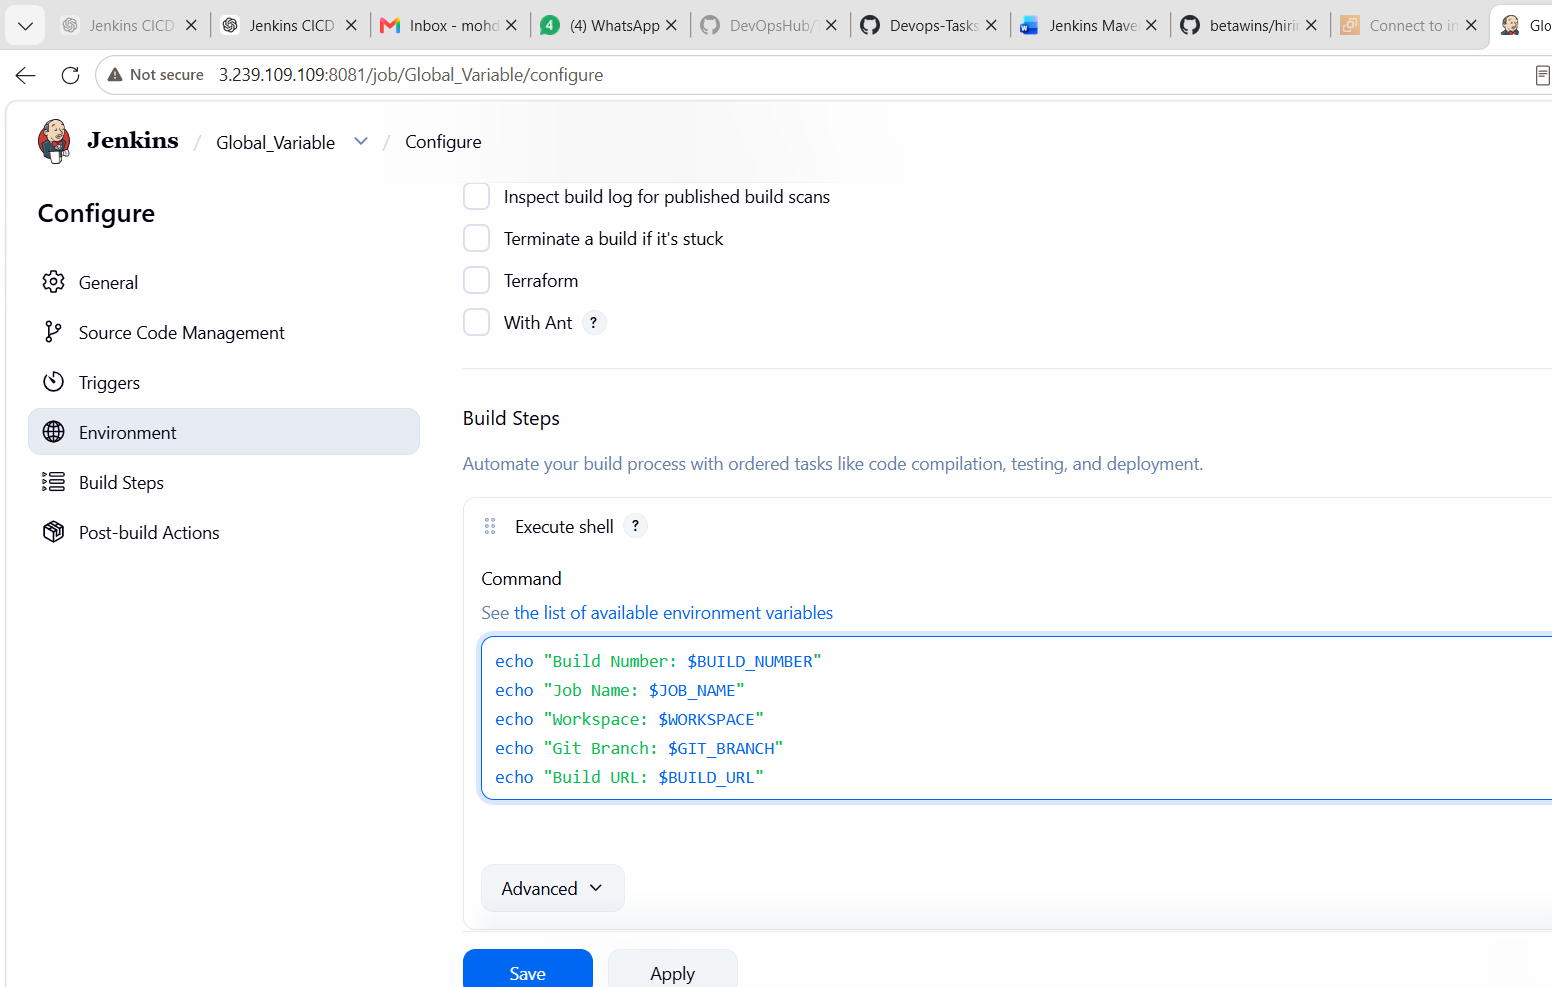 Jenkins CICD
Jenkins CICD
Inbox - mohd
4
(4) WhatsApp
DevOpsHub/
Devops-Tasks
Jenkins Mave
betawins/hirin
Connect to in
Glo
Not secure
3.239.109.109:8081/job/Global_Variable/configure
Jenkins / Global_Variable / Configure
Configure
General
Source Code Management
Triggers
Environment
Build Steps
Post-build Actions
Inspect build log for published build scans
Terminate a build if it's stuck
Terraform
With Ant ?
Build Steps
Automate your build process with ordered tasks like code compilation, testing, and deployment.
Execute shell ?
Command
See the list of available environment variables
echo "Build Number: $BUILD_NUMBER"
echo "Job Name: $JOB_NAME"
echo "Workspace: $WORKSPACE"
echo "Git Branch: $GIT_BRANCH"
echo "Build URL: $BUILD_URL"
Advanced
Save
Apply